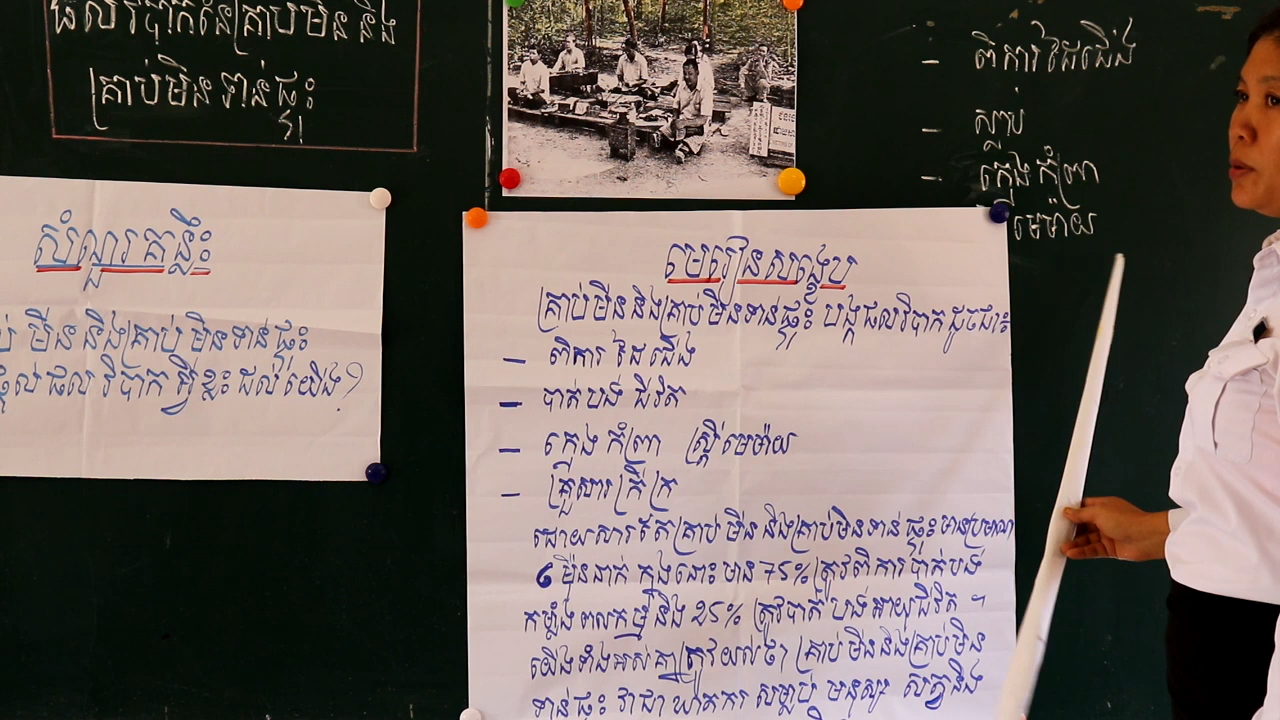 ផលវិបាកនៃគ្រាប់មីន និង
គ្រាប់មីន ទាន់ផ្ទុះ
សំណួរគន្លឹះ
មីន និងគ្រាប់ មិនទាន់ផ្ទុះ
ផល វិបាក អ្វីខ្លះ ដល់យើង?
មេរៀនសង្ខេប
គ្រាប់មីននិងគ្រាប់មីនទាន់ផ្ទុះ បង្កផលវិបាក ដូចជា៖
- ពិការ ដៃជើង
- បាត់បង់ ជីវិត
- ក្មេង កំព្រា ស្រ្តីមេម៉ាយ
- គ្រួសារ ក្រីក្រ
ដោយសារតែគ្រាប់ មីន និងគ្រាប់មិនទាន់ ផ្ទុះ មានប្រមាណ
៦ ម៉ឺននាក់ ក្នុងនោះ មាន 75% ត្រូវពិការ បាត់បង់
កម្លាំងពលកម្ម និង 25% ត្រូវបាត់ បង់អាយុជីវិត ។
យើងទាំងអស់ គ្នាត្រូវយល់ថា គ្រាប់ មីននិងគ្រាប់មិន
ទាន់ផ្ទុះ វាជា ឃាតករ សម្លាប់ មនុស្ស សត្វនិង
- ពិការ ដៃជើង
- ស្លាប់
- ក្មេង កំព្រា
មេម៉ាយ